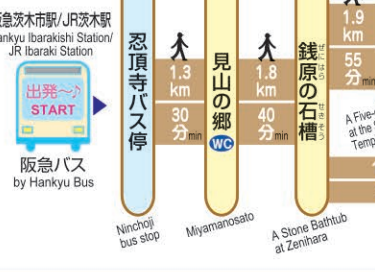 阪急茨木市駅/JR茨木駅
Hankyu Ibarakishi Station/
JR Ibaraki Station
出発〜♪
START
阪急バス
by Hankyu Bus
忍頂寺バス停
Ninchoji
bus stop
1.3
km
30
分min
見山の郷
WC
Miyamanosato
1.8
km
40
分min
銭原の石槽
ぜにはら
せきそう
A Stone Bathtub
at Zenihara
1.9
km
55
分min
A Five-
at the
Temp